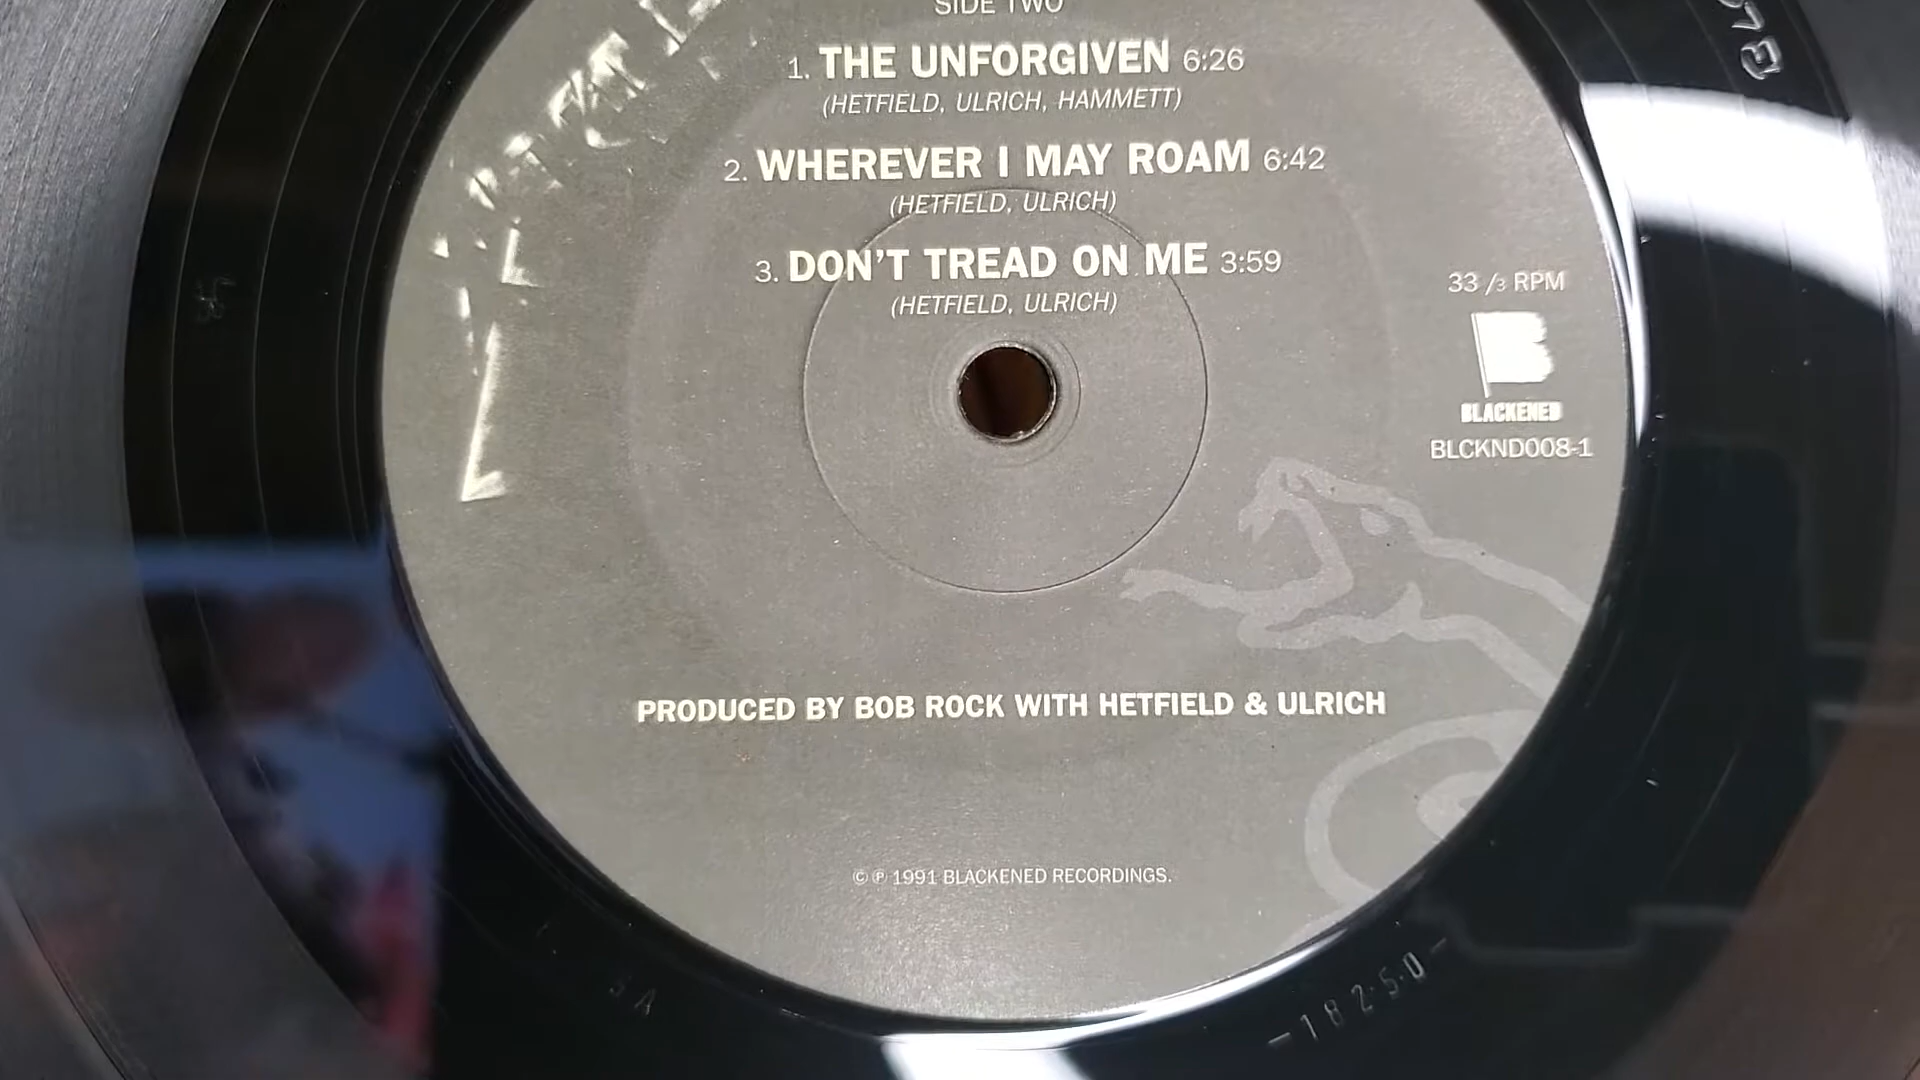 SIDE TWO
1. THE UNFORGIVEN 6:26
(HETFIELD, ULRICH, HAMMETT)
2. WHEREVER I MAY ROAM 6:42
(HETFIELD, ULRICH)
3. DON'T TREAD ON ME 3:59
(HETFIELD, ULRICH)
33 /3 RPM
B
BLACKENED
BLCKND008-1
PRODUCED BY BOB ROCK WITH HETFIELD & ULRICH
© ℗ 1991 BLACKENED RECORDINGS.
-18250-